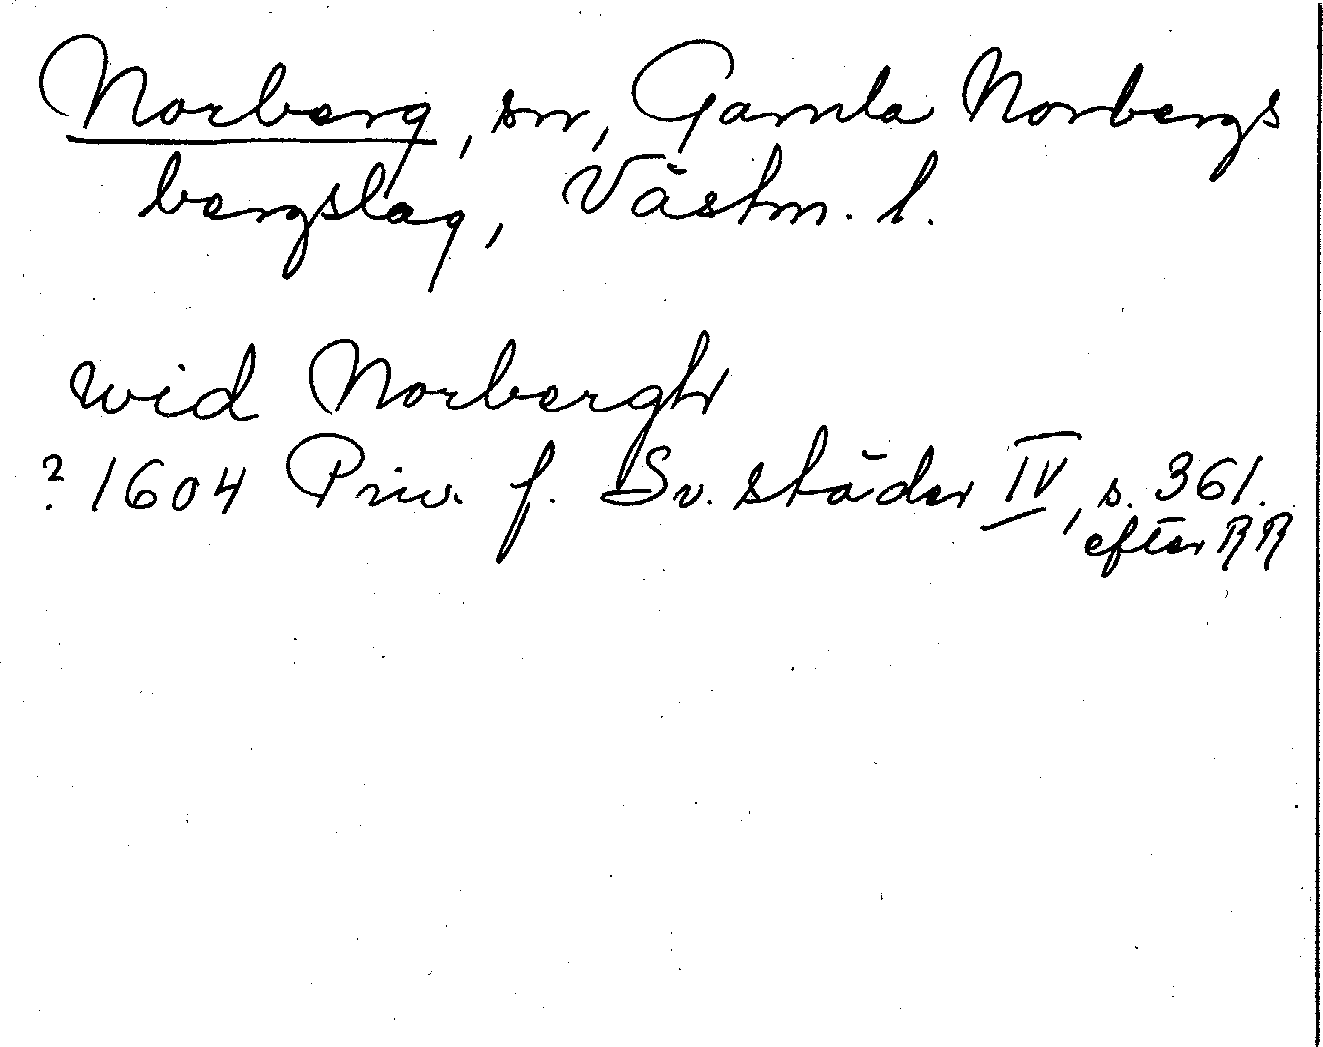 Norberg, sn, Gamla Norbergs
bergslag, Västm. l.
wid Norbergh
? 1604 Priv. f. Sv. städer IV, s. 361.
efter RR